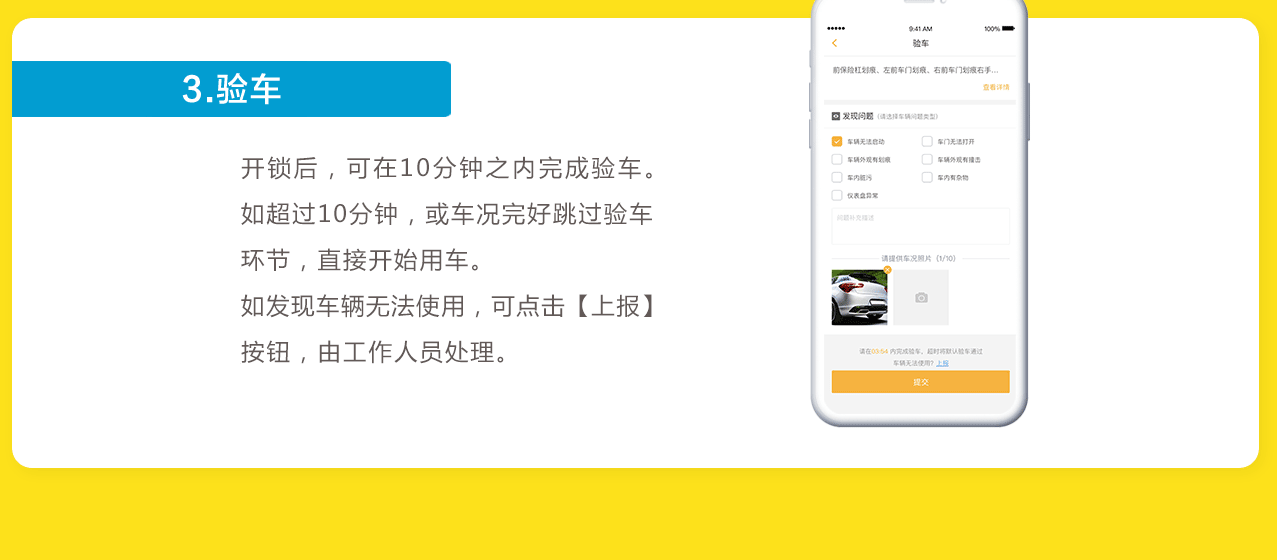 3.验车
开锁后，可在10分钟之内完成验车。
如超过10分钟，或车况完好跳过验车
环节，直接开始用车。
如发现车辆无法使用，可点击【上报】
按钮，由工作人员处理。
9:41 AM 100%
验车
前保险杠划痕、左前车门划痕、右前车门划痕右手...
查看详情
发现问题 (请选择车辆问题类型)
车辆无法启动 车门无法打开
车辆外观有划痕 车辆外观有撞击
车内脏污 车内有杂物
仪表盒异常
问题补充描述
请提供车况照片（1/10）
请在03:54 内完成验车、超时将默认验车通过
车辆无法使用? 上报
提交